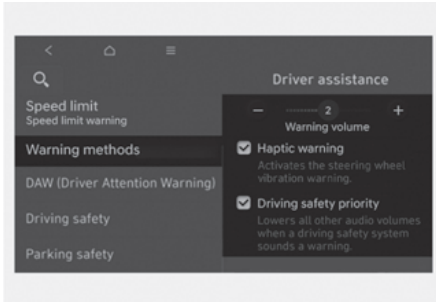 Driver assistance
Speed limit
Speed limit warning
Warning methods
DAW (Driver Attention Warning)
Driving safety
Parking safety
− 2 +
Warning volume
Haptic warning
Activates the steering wheel
vibration warning.
Driving safety priority
Lowers all other audio volumes
when a driving safety system
sounds a warning.